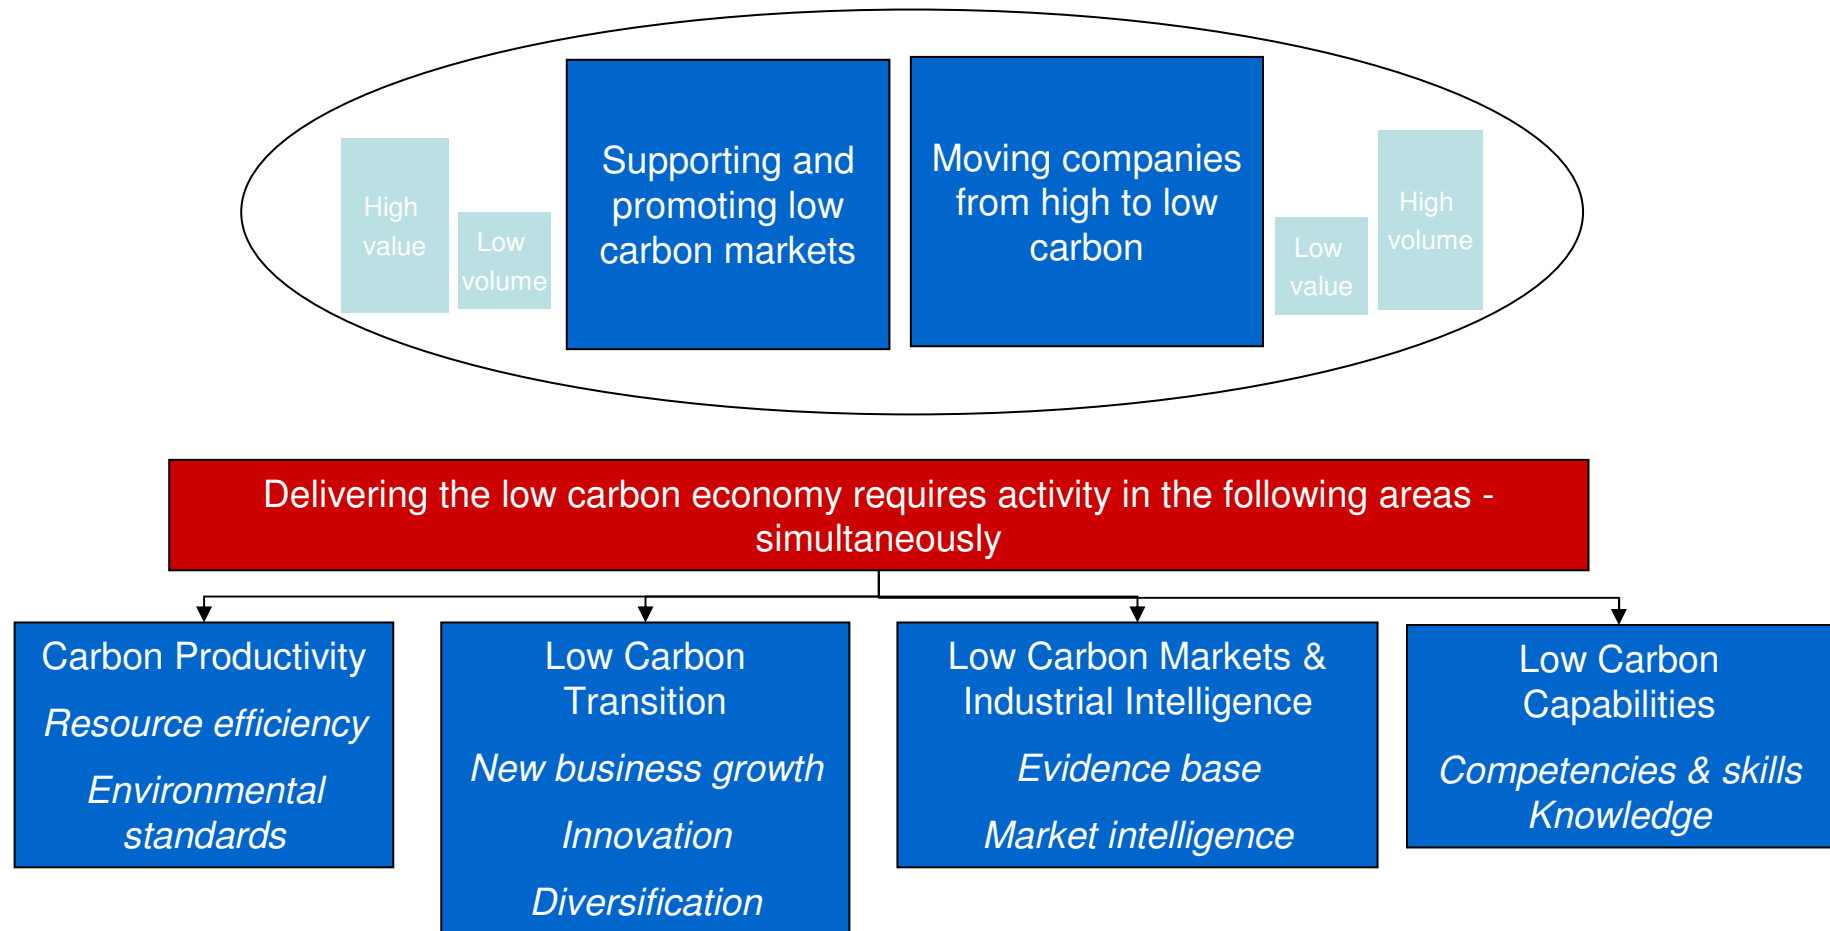 High
value
Low
volume
Supporting and
promoting low
carbon markets
Moving companies
from high to low
carbon
Low
value
High
volume
Delivering the low carbon economy requires activity in the following areas -
simultaneously
Carbon Productivity
Resource efficiency
Environmental
standards
Low Carbon
Transition
New business growth
Innovation
Diversification
Low Carbon Markets &
Industrial Intelligence
Evidence base
Market intelligence
Low Carbon
Capabilities
Competencies & skills
Knowledge